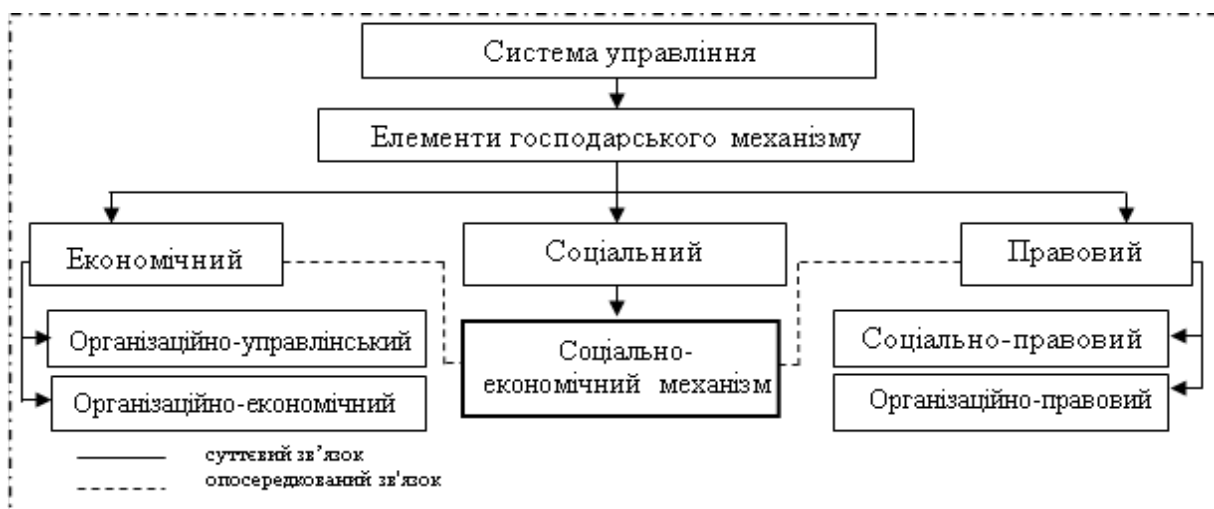 Система управління
Елементи господарського механізму
Економічний
Соціальний
Правовий
Організаційно-управлінський
Організаційно-економічний
Соціально-
економічний механізм
Соціально-правовий
Організаційно-правовий
суттєвий зв’язок
опосередкований зв'язок